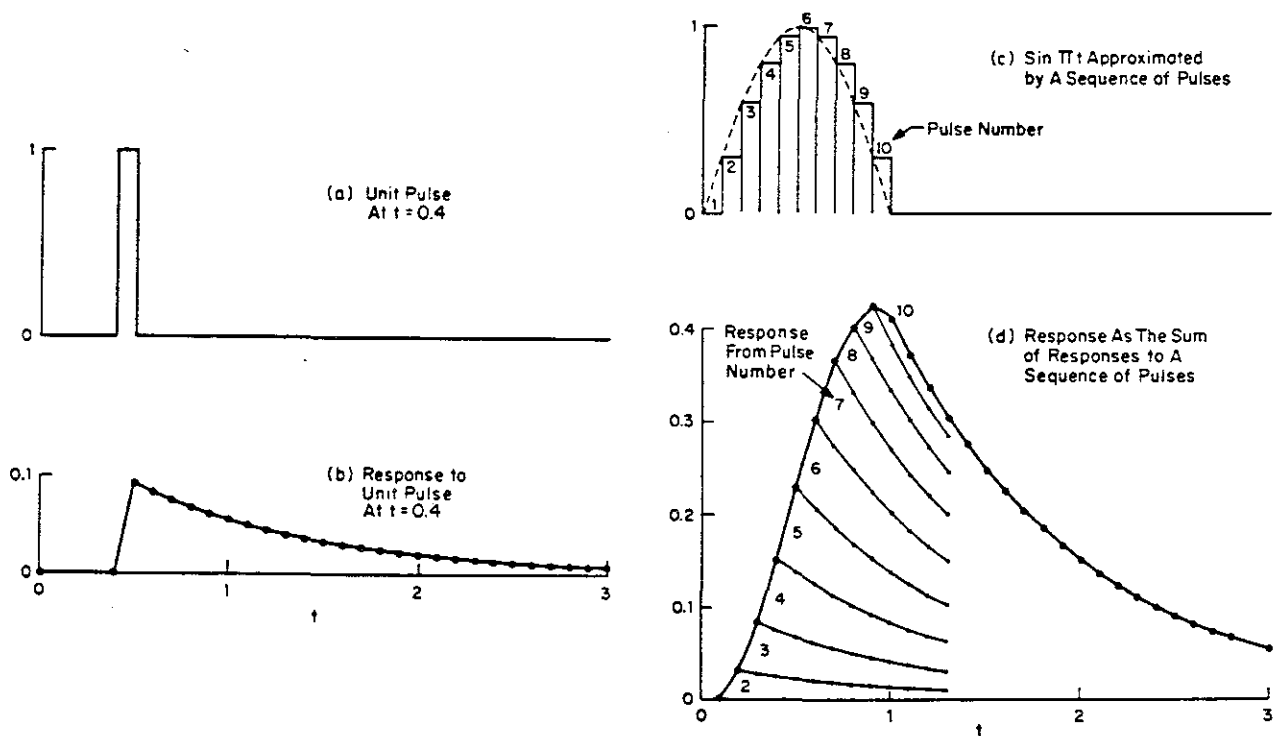 1
0
(a) Unit Pulse
At t = 0.4
0.1
0
(b) Response to
Unit Pulse
At t = 0.4
0
1
2
3
t
1
0
1
2
3
4
5
6
7
8
9
10
Pulse Number
(c) Sin Πt Approximated
by A Sequence of Pulses
0.4
0.3
0.2
0.1
0
Response
From Pulse
Number
2
3
4
5
6
7
8
9
10
(d) Response As The Sum
of Responses to A
Sequence of Pulses
0
1
2
3
t